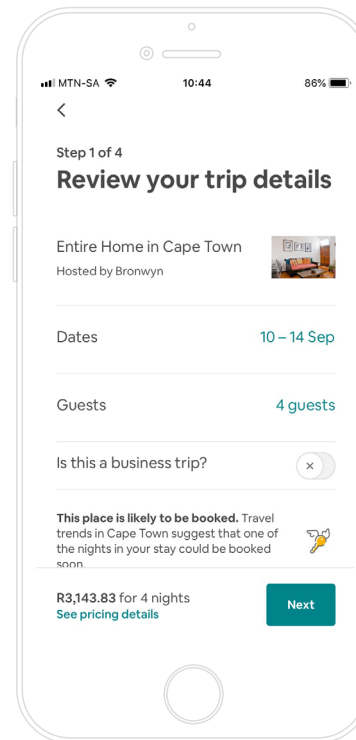 MTN-SA 10:44 86%
Step 1 of 4
Review your trip details
Entire Home in Cape Town
Hosted by Bronwyn
Dates 10 – 14 Sep
Guests 4 guests
Is this a business trip?
This place is likely to be booked. Travel
trends in Cape Town suggest that one of
the nights in your stay could be booked
soon.
R3,143.83 for 4 nights
See pricing details
Next